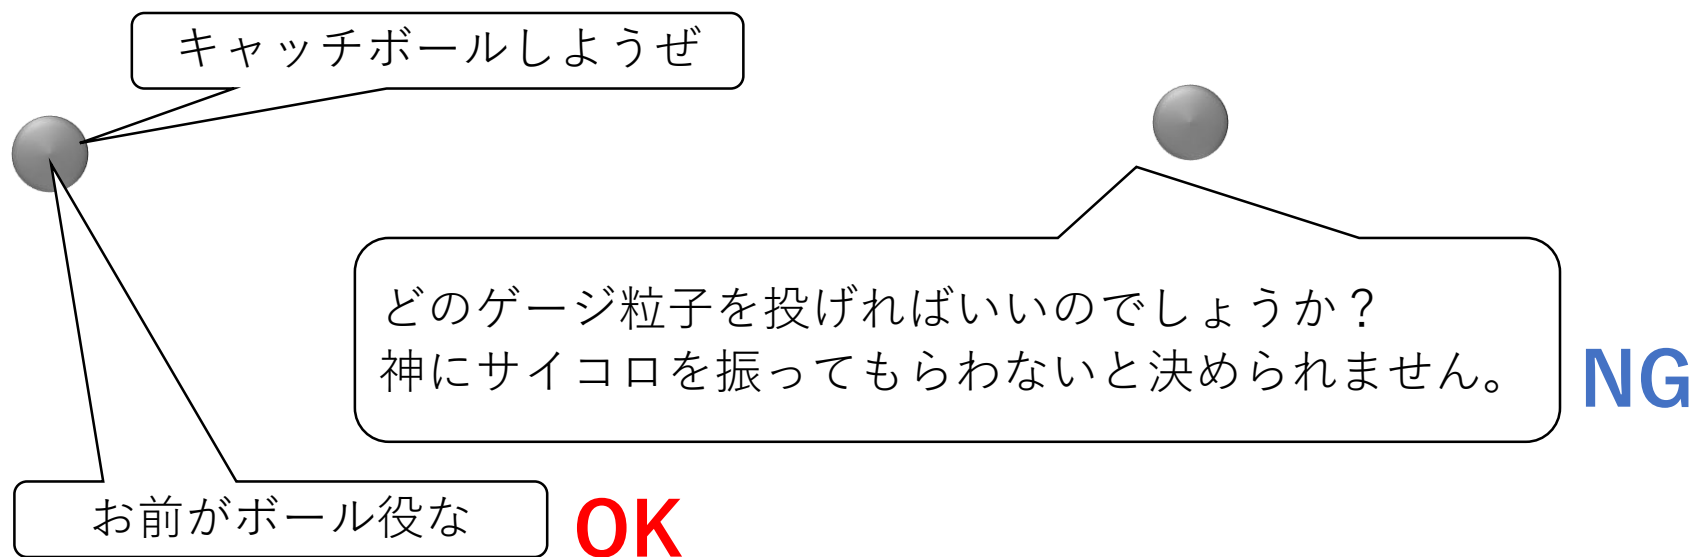 キャッチボールしようぜ
どのゲージ粒子を投げればいいのでしょうか？
神にサイコロを振ってもらわないと決められません。
NG
お前がボール役な
OK